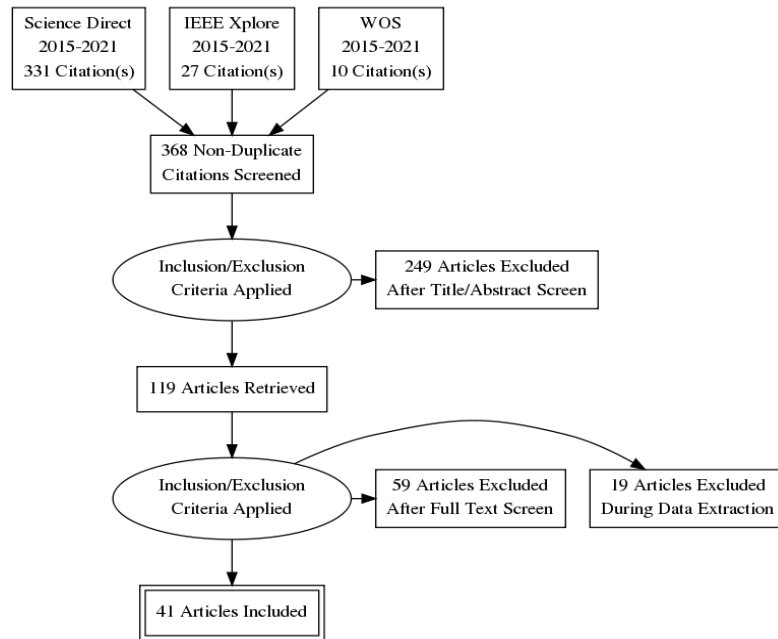 Science Direct
2015-2021
331 Citation(s)
IEEE Xplore
2015-2021
27 Citation(s)
WOS
2015-2021
10 Citation(s)
368 Non-Duplicate
Citations Screened
Inclusion/Exclusion
Criteria Applied
249 Articles Excluded
After Title/Abstract Screen
119 Articles Retrieved
Inclusion/Exclusion
Criteria Applied
59 Articles Excluded
After Full Text Screen
19 Articles Excluded
During Data Extraction
41 Articles Included